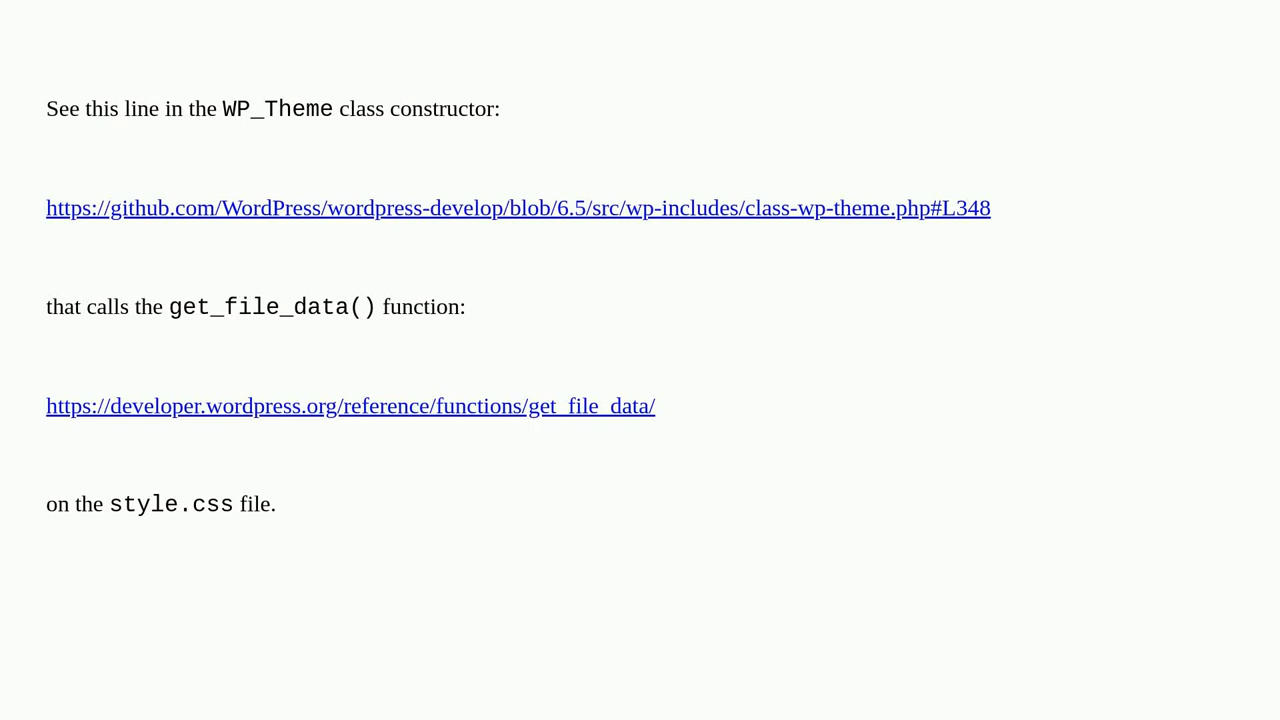 See this line in the WP_Theme class constructor:
https://github.com/WordPress/wordpress-develop/blob/6.5/src/wp-includes/class-wp-theme.php#L348
that calls the get_file_data() function:
https://developer.wordpress.org/reference/functions/get_file_data/
on the style.css file.